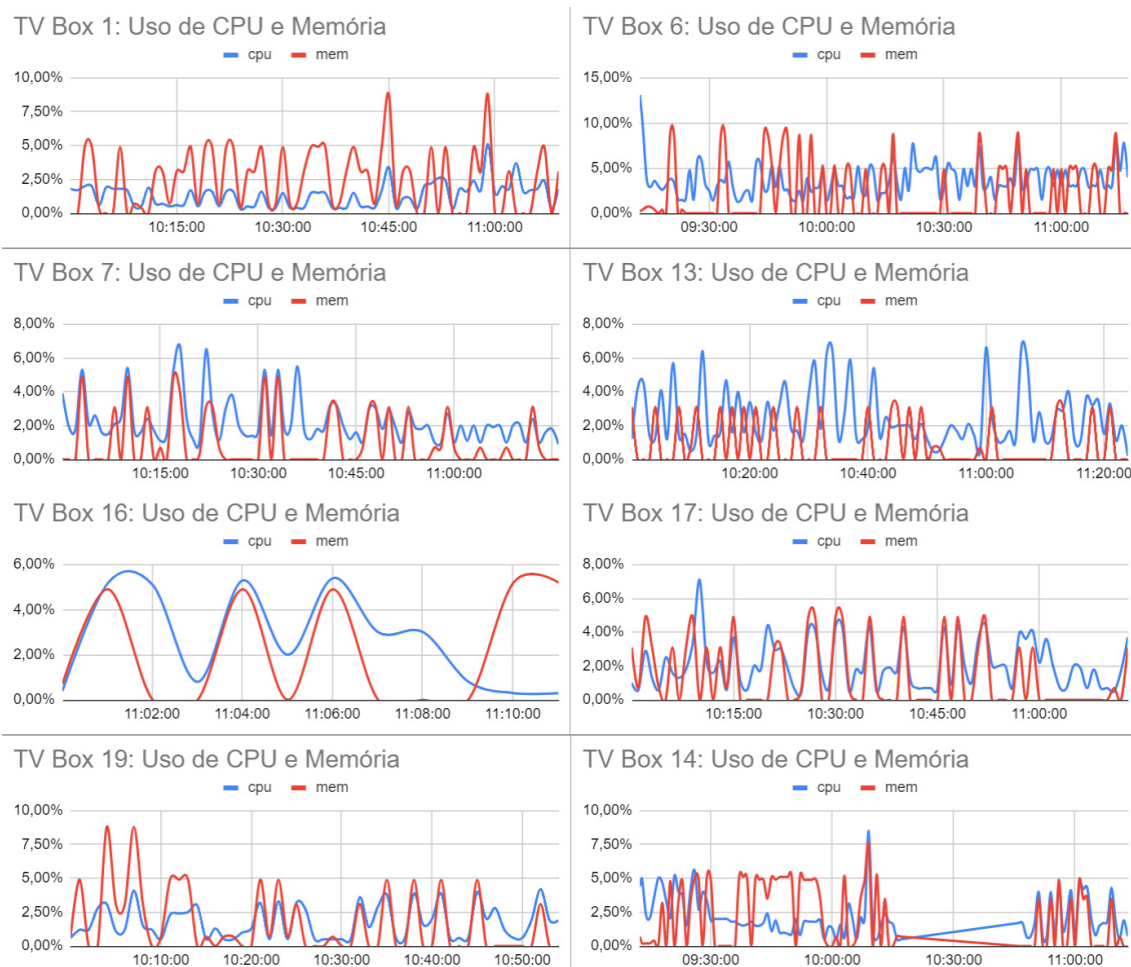 TV Box 1: Uso de CPU e Memória
cpu mem
10,00%
7,50%
5,00%
2,50%
0,00%
10:15:00 10:30:00 10:45:00 11:00:00
TV Box 6: Uso de CPU e Memória
cpu mem
15,00%
10,00%
5,00%
0,00%
09:30:00 10:00:00 10:30:00 11:00:00
TV Box 7: Uso de CPU e Memória
cpu mem
8,00%
6,00%
4,00%
2,00%
0,00%
10:15:00 10:30:00 10:45:00 11:00:00
TV Box 13: Uso de CPU e Memória
cpu mem
8,00%
6,00%
4,00%
2,00%
0,00%
10:20:00 10:40:00 11:00:00 11:20:00
TV Box 16: Uso de CPU e Memória
cpu mem
6,00%
4,00%
2,00%
0,00%
11:02:00 11:04:00 11:06:00 11:08:00 11:10:00
TV Box 17: Uso de CPU e Memória
cpu mem
8,00%
6,00%
4,00%
2,00%
0,00%
10:15:00 10:30:00 10:45:00 11:00:00
TV Box 19: Uso de CPU e Memória
cpu mem
10,00%
7,50%
5,00%
2,50%
0,00%
10:10:00 10:20:00 10:30:00 10:40:00 10:50:00
TV Box 14: Uso de CPU e Memória
cpu mem
10,00%
7,50%
5,00%
2,50%
0,00%
09:30:00 10:00:00 10:30:00 11:00:00